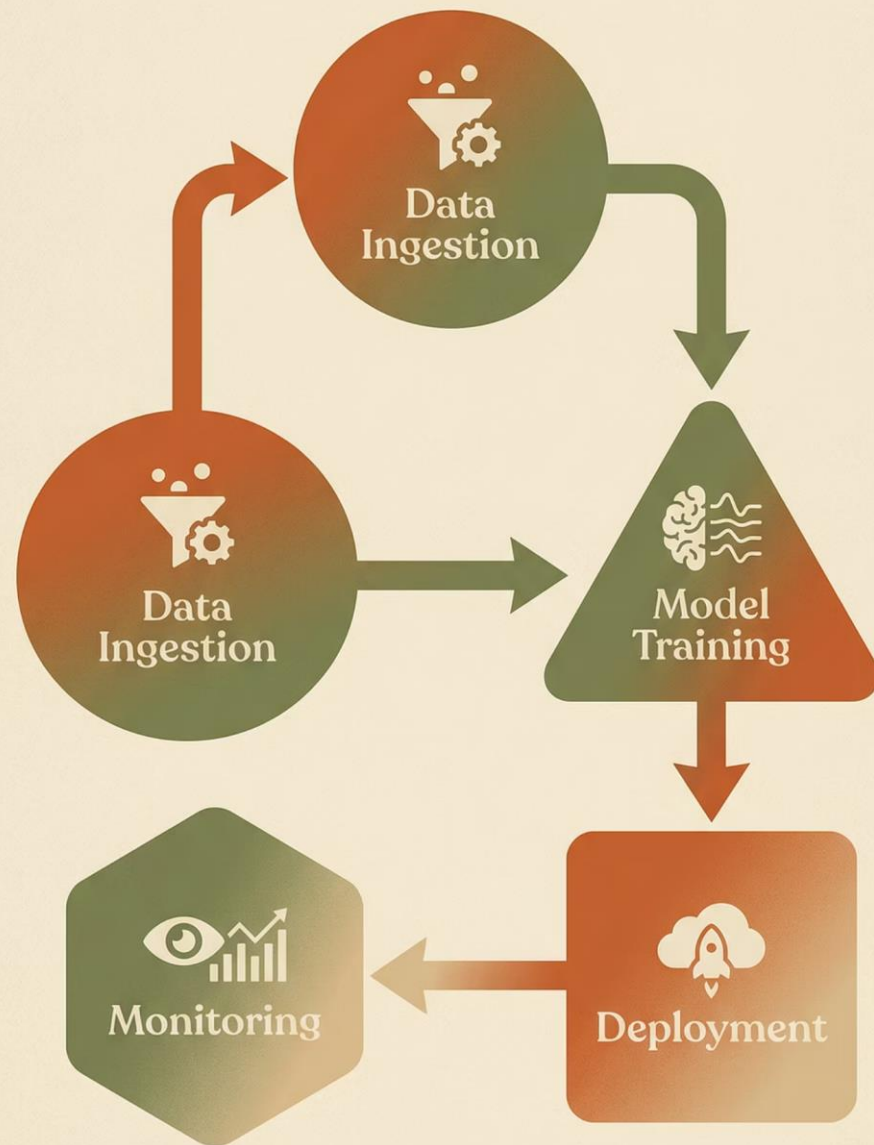 Data
Ingestion
Data
Ingestion
Model
Training
Monitoring
Deployment